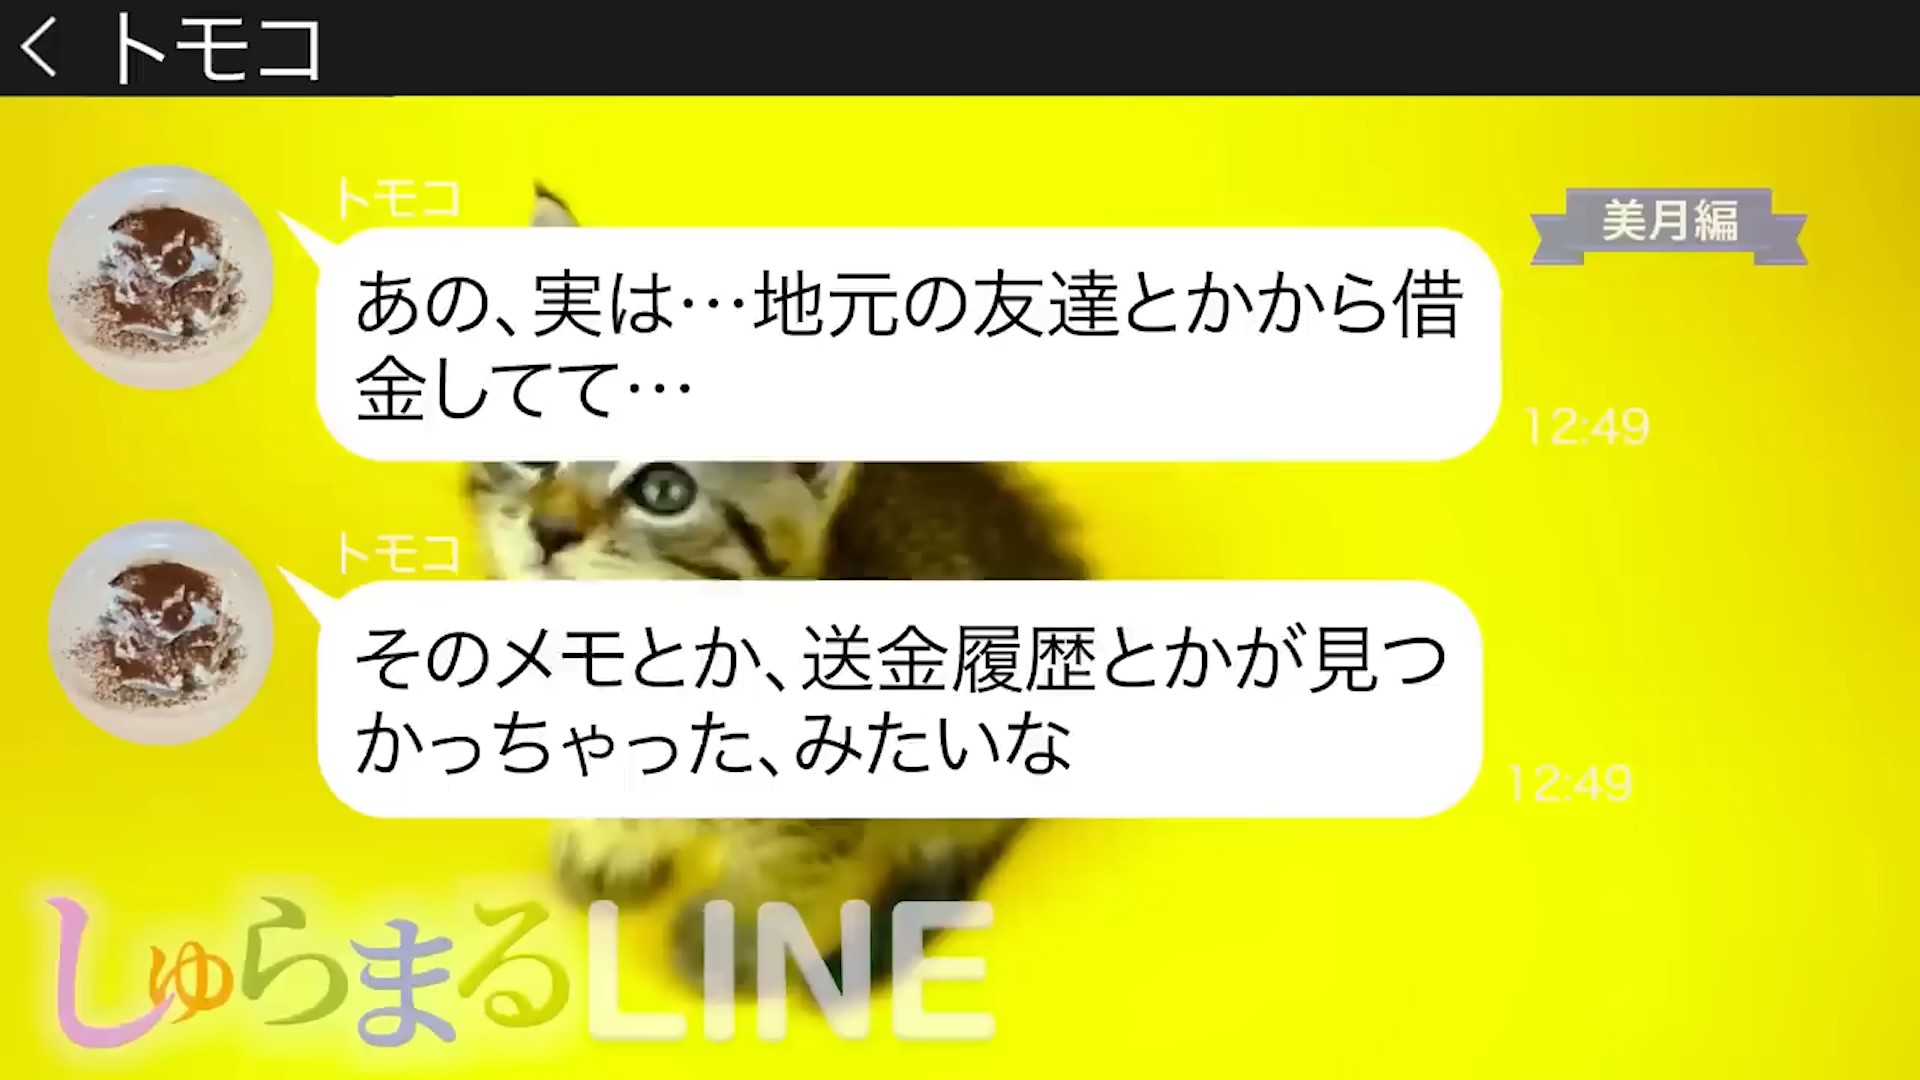 トモコ
美月編
トモコ
あの、実は…地元の友達とかから借
金してて…
12:49
トモコ
そのメモとか、送金履歴とかが見つ
かっちゃった、みたいな
12:49
しゅらまるLINE